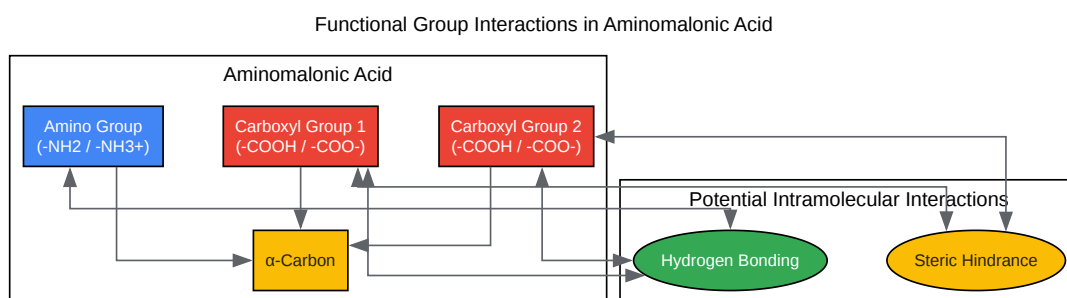 Functional Group Interactions in Aminomalonic Acid
Aminomalonic Acid
Amino Group
(-NH2 / -NH3+)
Carboxyl Group 1
(-COOH / -COO-)
Carboxyl Group 2
(-COOH / -COO-)
Potential Intramolecular Interactions
α-Carbon
Hydrogen Bonding
Steric Hindrance